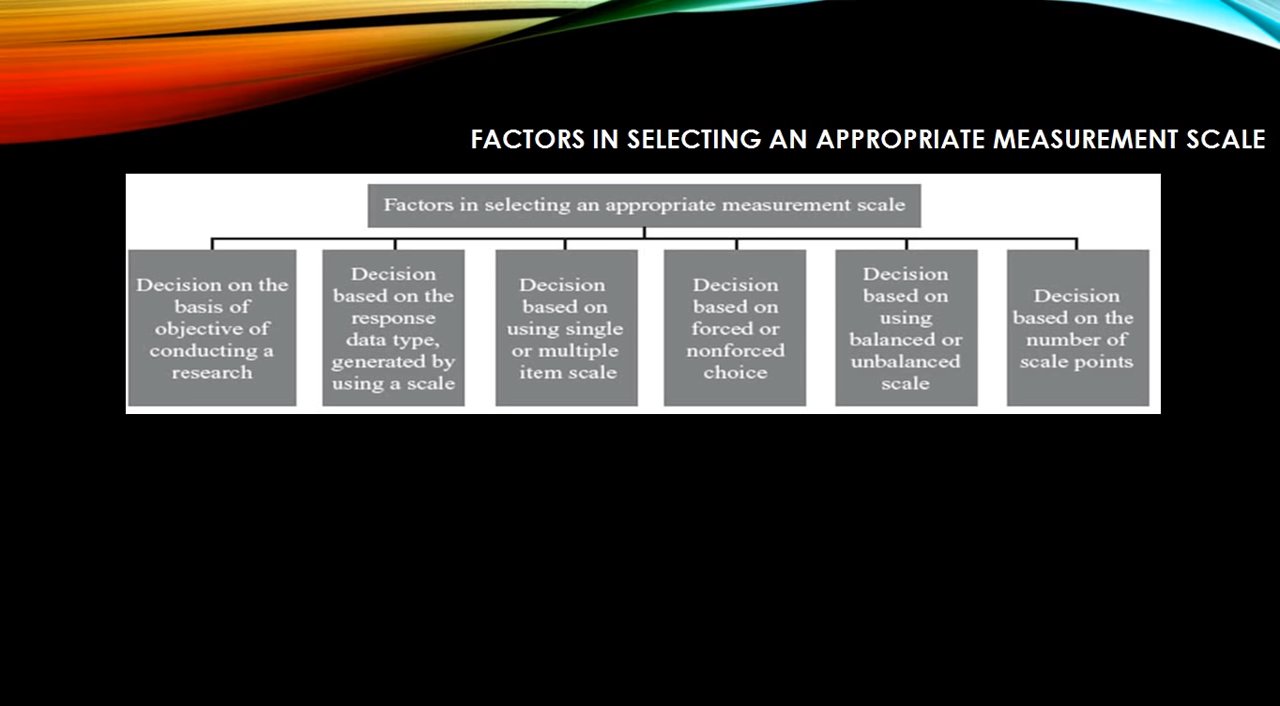 FACTORS IN SELECTING AN APPROPRIATE MEASUREMENT SCALE
Factors in selecting an appropriate measurement scale
Decision on the
basis of
objective of
conducting a
research
Decision
based on the
response
data type,
generated by
using a scale
Decision
based on
using single
or multiple
item scale
Decision
based on
forced or
nonforced
choice
Decision
based on
using
balanced or
unbalanced
scale
Decision
based on the
number of
scale points